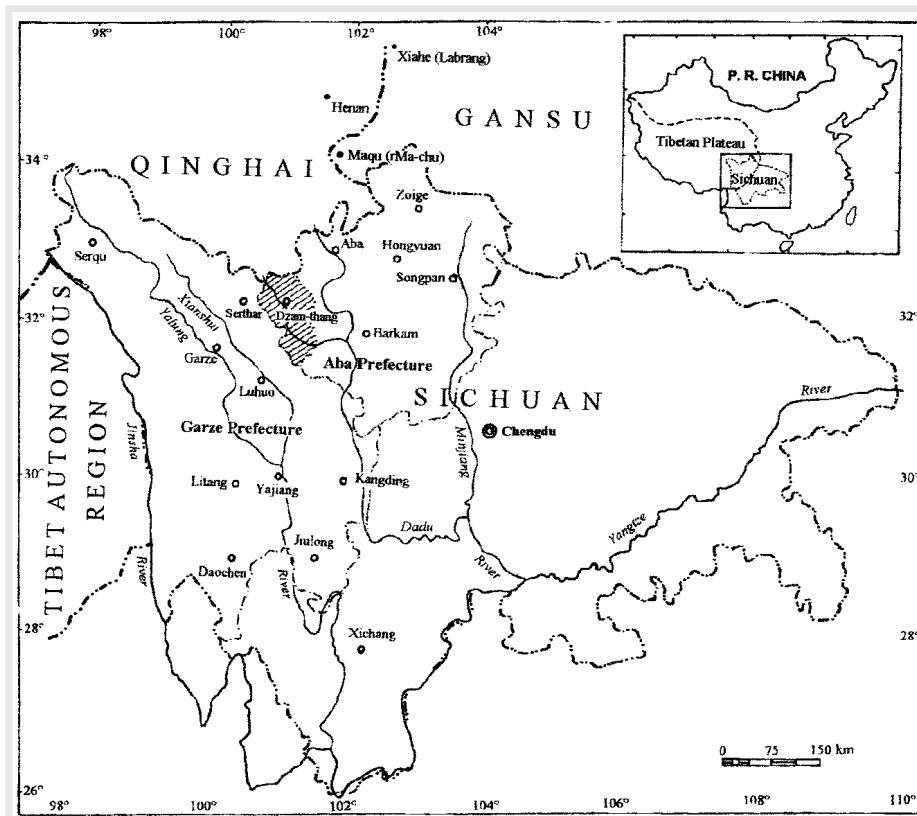 98°
100°
102°
104°
Xiahe (Labrang)
P. R. CHINA
Henan
GANSU
Tibetan Plateau
34°
QINGHAI
Maqu (rMa-chu)
Sichuan
Zoige
Aba
Serqu
Hongyuan
Songpan
Xianshui
Yalung
Serthar
Dzam-thang
32°
32°
Harkam
Garze
Aba Prefecture
Luhuo
SICHUAN
River
TIBET AUTONOMOUS
REGION
Jinsha
Garze Prefecture
Minjiang
Chengdu
30°
30°
Litang
Yajiang
Kangding
Yangtze
Dadu
Jiulong
Daochen
River
River
River
28°
28°
Xichang
0 75 150 km
26°
98°
100°
102°
104°
106°
108°
110°